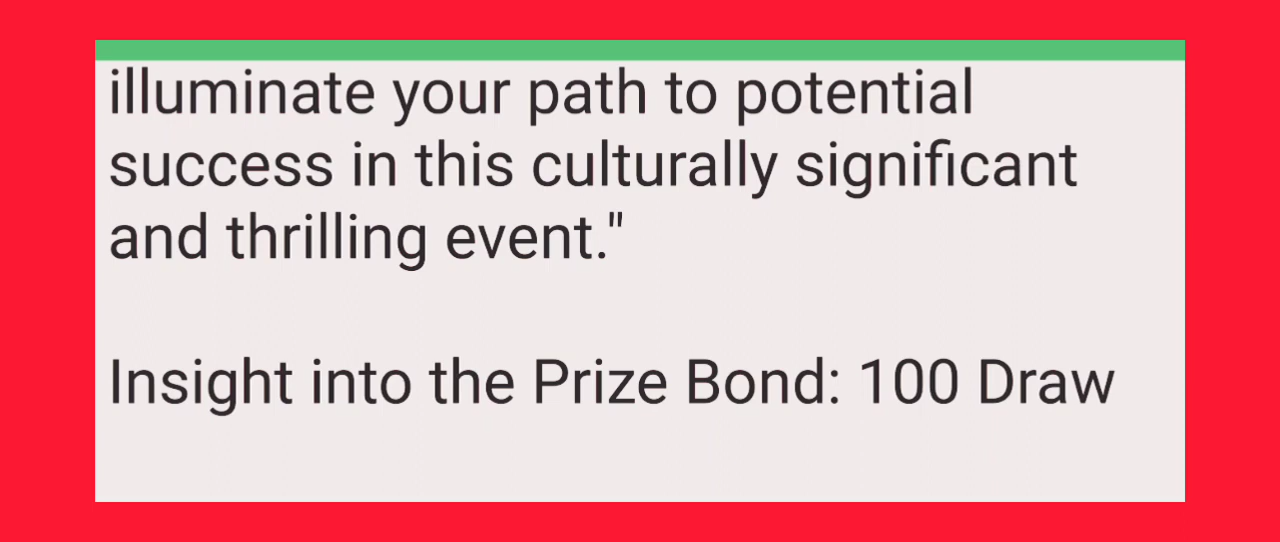 illuminate your path to potential
success in this culturally significant
and thrilling event."
Insight into the Prize Bond: 100 Draw